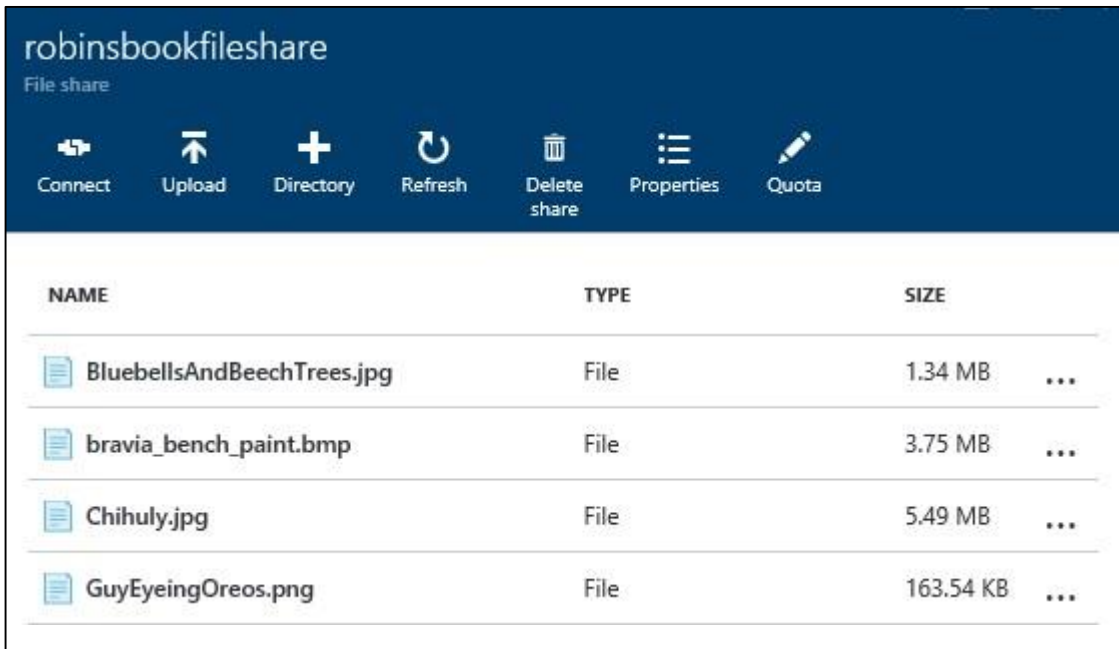 robinsbookfileshare
File share
Connect Upload Directory Refresh Delete share Properties Quota
NAME TYPE SIZE
BluebellsAndBeechTrees.jpg File 1.34 MB ...
bravia_bench_paint.bmp File 3.75 MB ...
Chihuly.jpg File 5.49 MB ...
GuyEyeingOreos.png File 163.54 KB ...